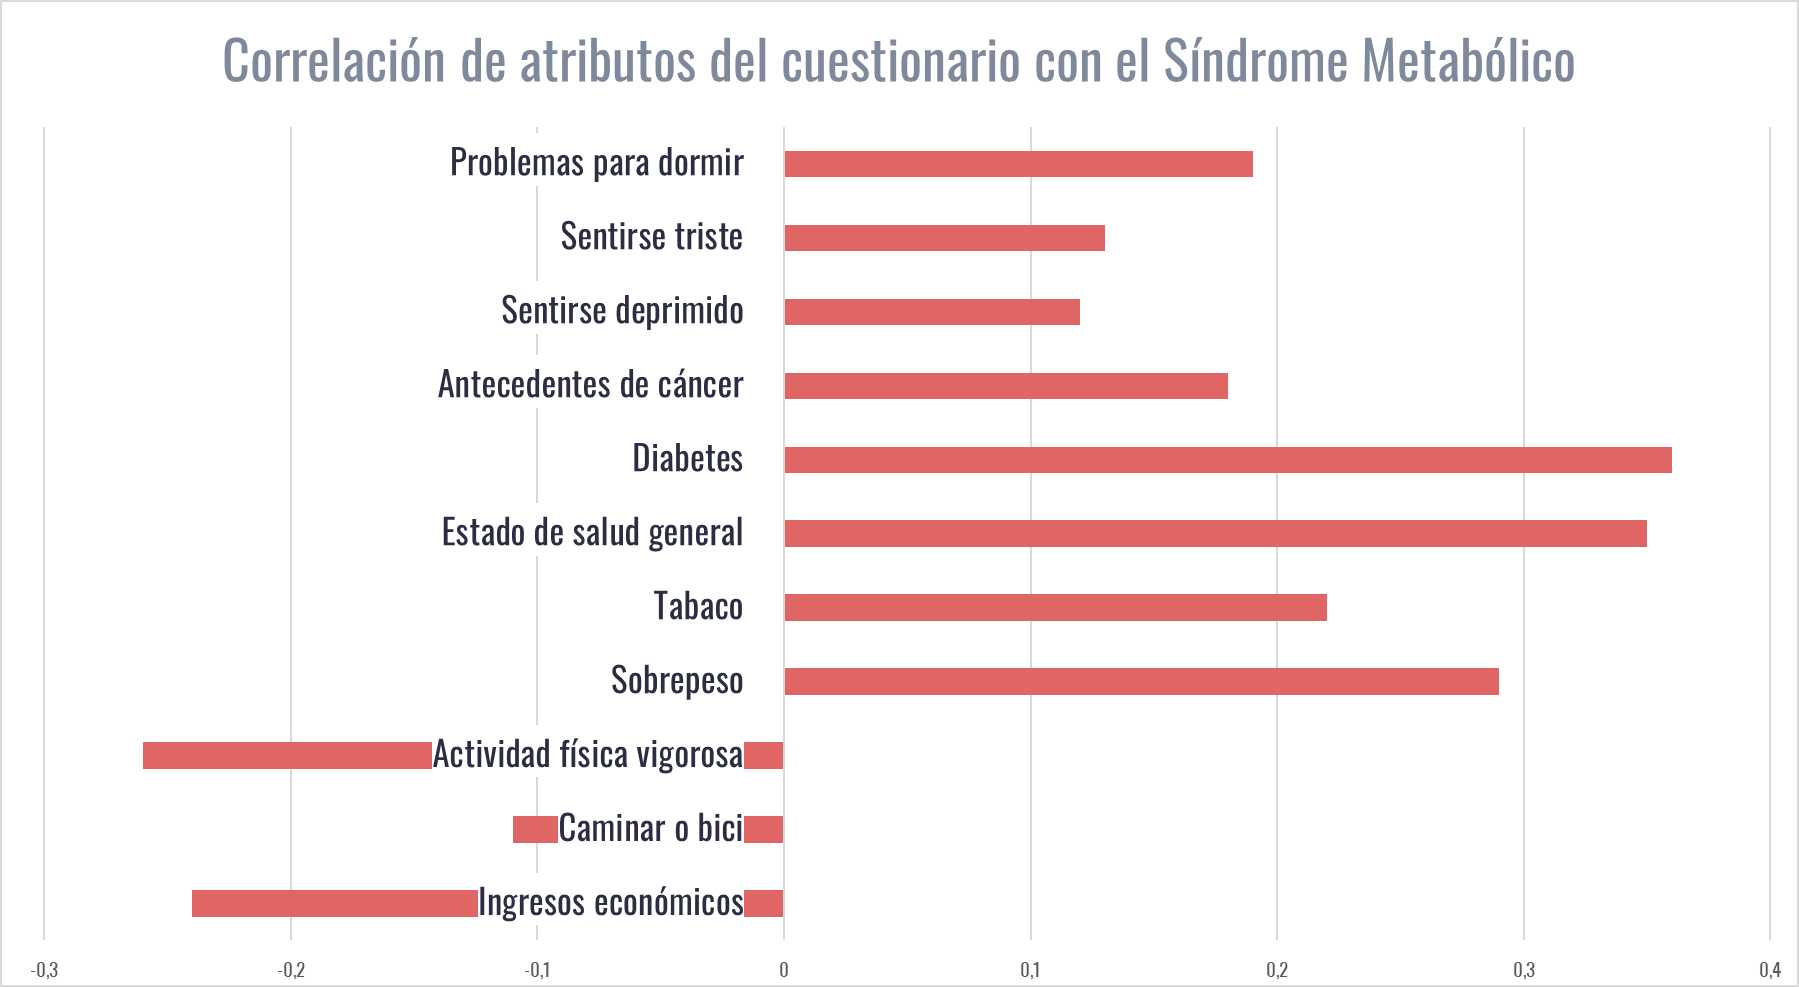 Correlación de atributos del cuestionario con el Síndrome Metabólico
Problemas para dormir
Sentirse triste
Sentirse deprimido
Antecedentes de cáncer
Diabetes
Estado de salud general
Tabaco
Sobrepeso
Actividad física vigorosa
Caminar o bici
Ingresos económicos
-0,3 -0,2 -0,1 0 0,1 0,2 0,3 0,4